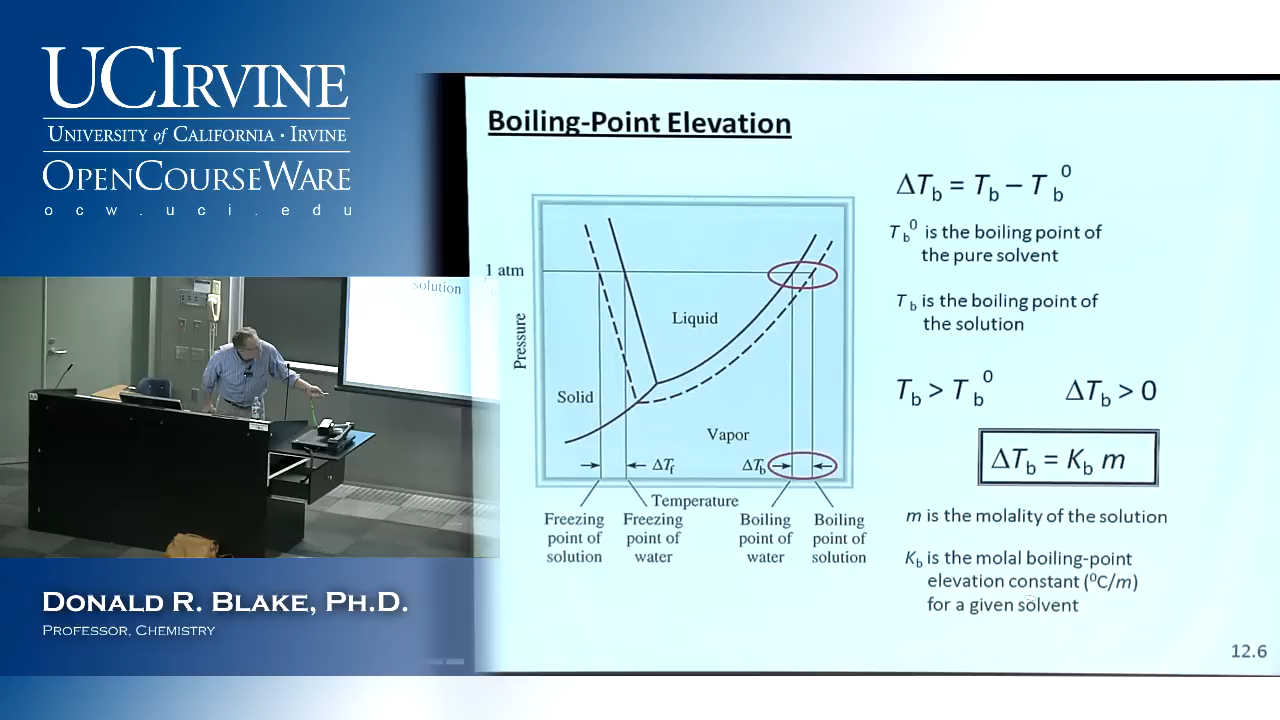 UCIRVINE
UNIVERSITY of CALIFORNIA · IRVINE
OPENCOURSEWARE
ocw.uci.edu
solution
DONALD R. BLAKE, PH.D.
PROFESSOR, CHEMISTRY
Boiling-Point Elevation
1 atm
Pressure
Liquid
Solid
Vapor
ΔTf
ΔTb
Temperature
Freezing point of solution
Freezing point of water
Boiling point of water
Boiling point of solution
ΔTb = Tb – Tb⁰
Tb⁰ is the boiling point of
the pure solvent
Tb is the boiling point of
the solution
Tb > Tb⁰ ΔTb > 0
ΔTb = Kb m
m is the molality of the solution
Kb is the molal boiling-point
elevation constant (⁰C/m)
for a given solvent
12.6